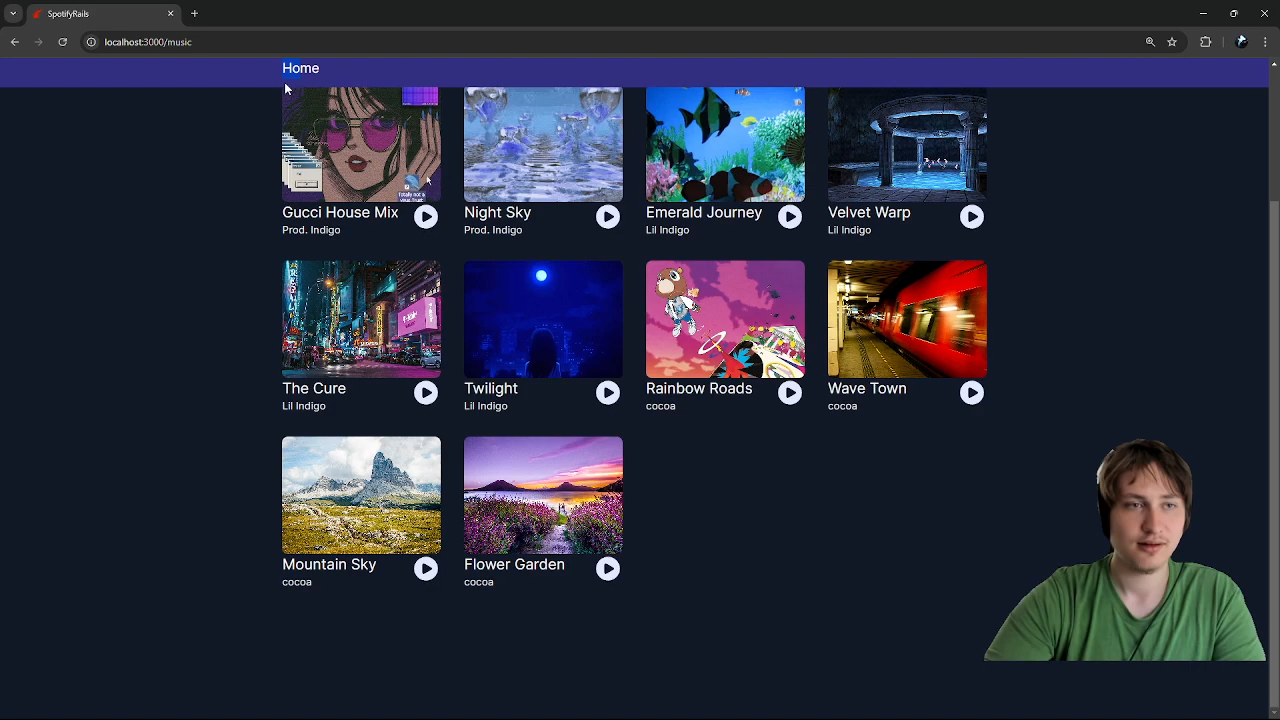 SpotifyRails
localhost:3000/music
Home
Totally not a
Gucci House Mix
Prod. Indigo
Night Sky
Prod. Indigo
Emerald Journey
Lil Indigo
Velvet Warp
Lil Indigo
The Cure
Lil Indigo
Twilight
Lil Indigo
Rainbow Roads
cocoa
Wave Town
cocoa
Mountain Sky
cocoa
Flower Garden
cocoa